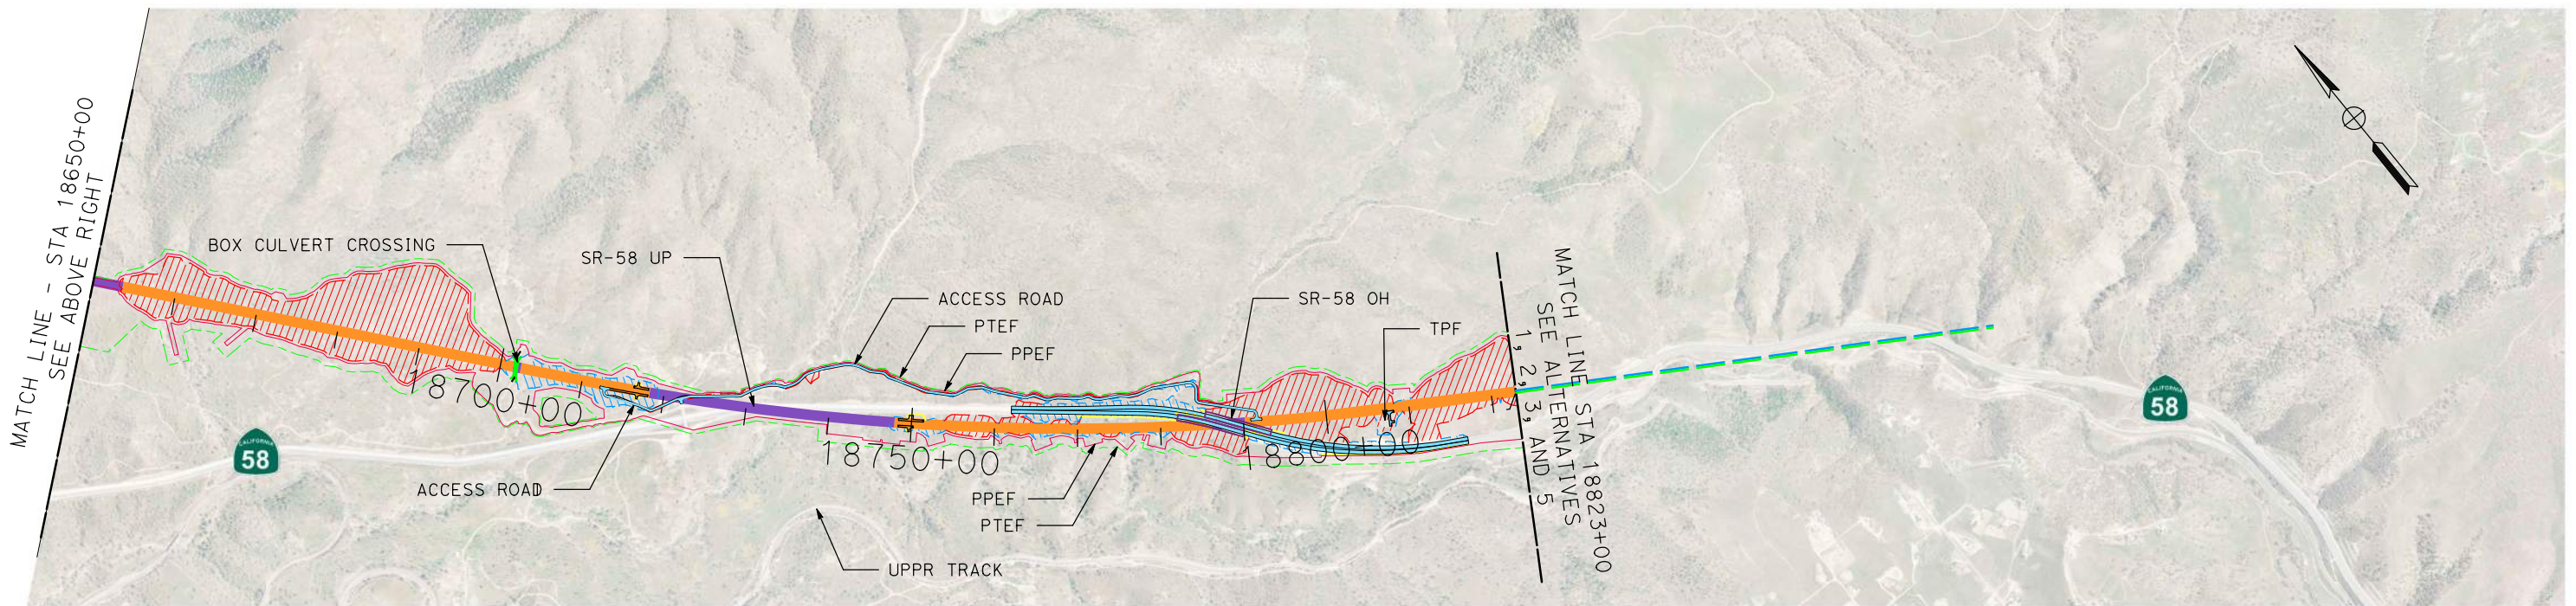 MATCH LINE - STA 18650+00
SEE ABOVE RIGHT
BOX CULVERT CROSSING
SR-58 UP
ACCESS ROAD
PTEF
PPEF
SR-58 OH
TPF
MATCH LINE STA 18823+00
SEE ALTERNATIVES
1, 2, 3, AND 5
18700+00
18750+00
18800+00
CALIFORNIA
58
CALIFORNIA
58
ACCESS ROAD
PPEF
PTEF
UPPR TRACK